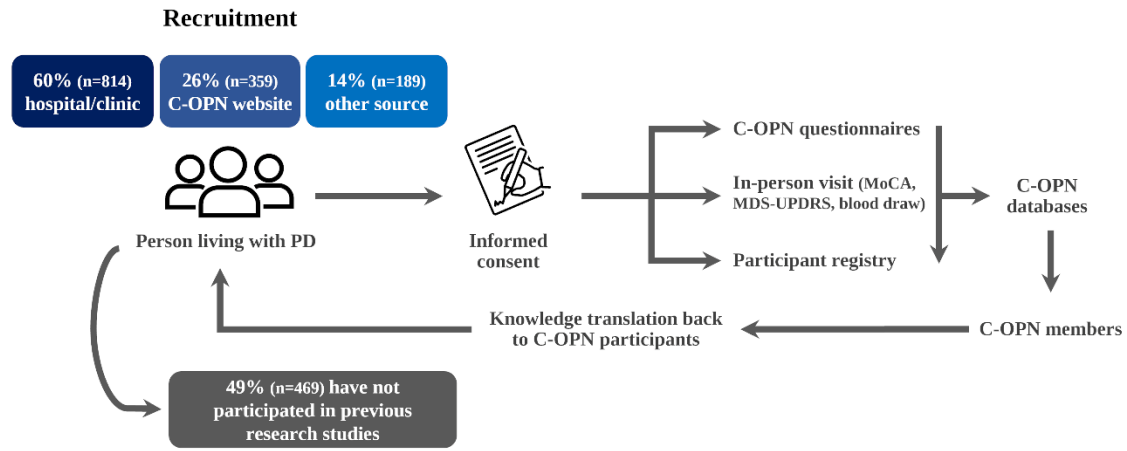 Recruitment
60% (n=814)
hospital/clinic
26% (n=359)
C-OPN website
14% (n=189)
other source
Person living with PD
Informed
consent
C-OPN questionnaires
In-person visit (MoCA,
MDS-UPDRS, blood draw)
Participant registry
C-OPN
databases
C-OPN members
Knowledge translation back
to C-OPN participants
49% (n=469) have not
participated in previous
research studies